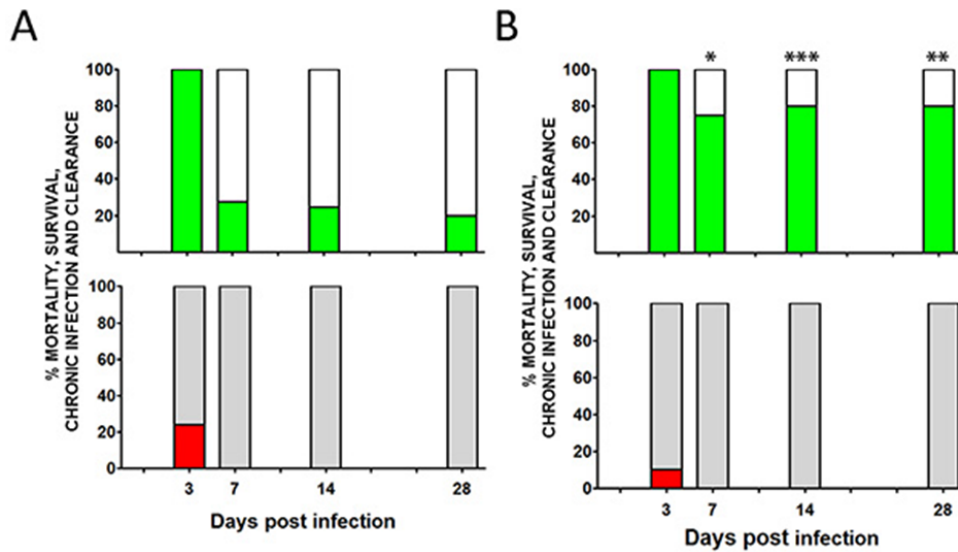 A
% MORTALITY, SURVIVAL,
CHRONIC INFECTION AND CLEARANCE
100
80
60
40
20
100
80
60
40
20
0
3 7 14 28
Days post infection
B
% MORTALITY, SURVIVAL,
CHRONIC INFECTION AND CLEARANCE
* *** **
100
80
60
40
20
100
80
60
40
20
0
3 7 14 28
Days post infection